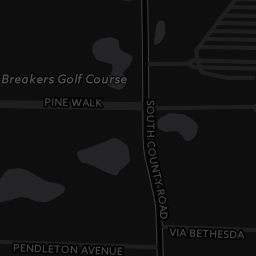 Breakers Golf Course
PINE WALK
SOUTH COUNTY ROAD
VIA BETHESDA
PENDLETON AVENUE